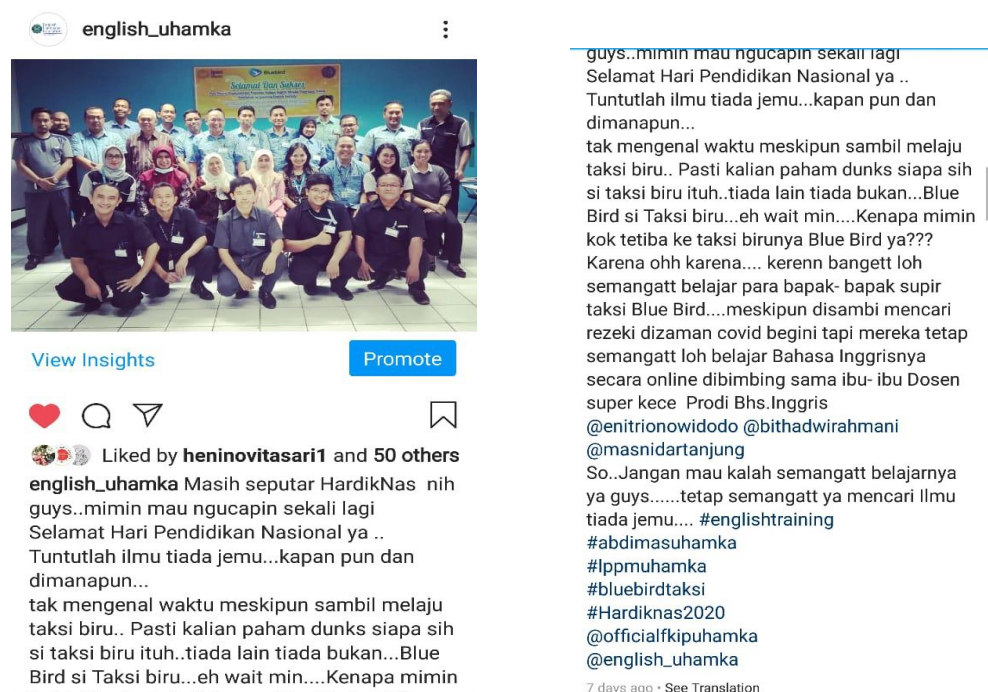 english_uhamka
Bluebird
Selamat Dan Sukses
View Insights
Promote
Liked by heninovitasari1 and 50 others
english_uhamka Masih seputar HardikNas nih
guys..mimin mau ngucapin sekali lagi
Selamat Hari Pendidikan Nasional ya ..
Tuntutlah ilmu tiada jemu...kapan pun dan
dimanapun...
tak mengenal waktu meskipun sambil melaju
taksi biru.. Pasti kalian paham dunks siapa sih
si taksi biru ituh..tiada lain tiada bukan...Blue
Bird si Taksi biru...eh wait min....Kenapa mimin
guys..mimin mau ngucapin sekali lagi
Selamat Hari Pendidikan Nasional ya ..
Tuntutlah ilmu tiada jemu...kapan pun dan
dimanapun...
tak mengenal waktu meskipun sambil melaju
taksi biru.. Pasti kalian paham dunks siapa sih
si taksi biru ituh..tiada lain tiada bukan...Blue
Bird si Taksi biru...eh wait min....Kenapa mimin
kok tetiba ke taksi birunya Blue Bird ya???
Karena ohh karena.... kerenn bangett loh
semangatt belajar para bapak- bapak supir
taksi Blue Bird....meskipun disambi mencari
rezeki dizaman covid begini tapi mereka tetap
semangatt loh belajar Bahasa Inggrisnya
secara online dibimbing sama ibu- ibu Dosen
super kece Prodi Bhs.Inggris
@enitrionowidodo @bithadwirahmani
@masnidartanjung
So..Jangan mau kalah semangatt belajarnya
ya guys......tetap semangatt ya mencari Ilmu
tiada jemu.... #englishtraining
#abdimasuhamka
#lppmuhamka
#bluebirdtaksi
#Hardiknas2020
@officialfkipuhamka
@english_uhamka
7 days ago • See Translation